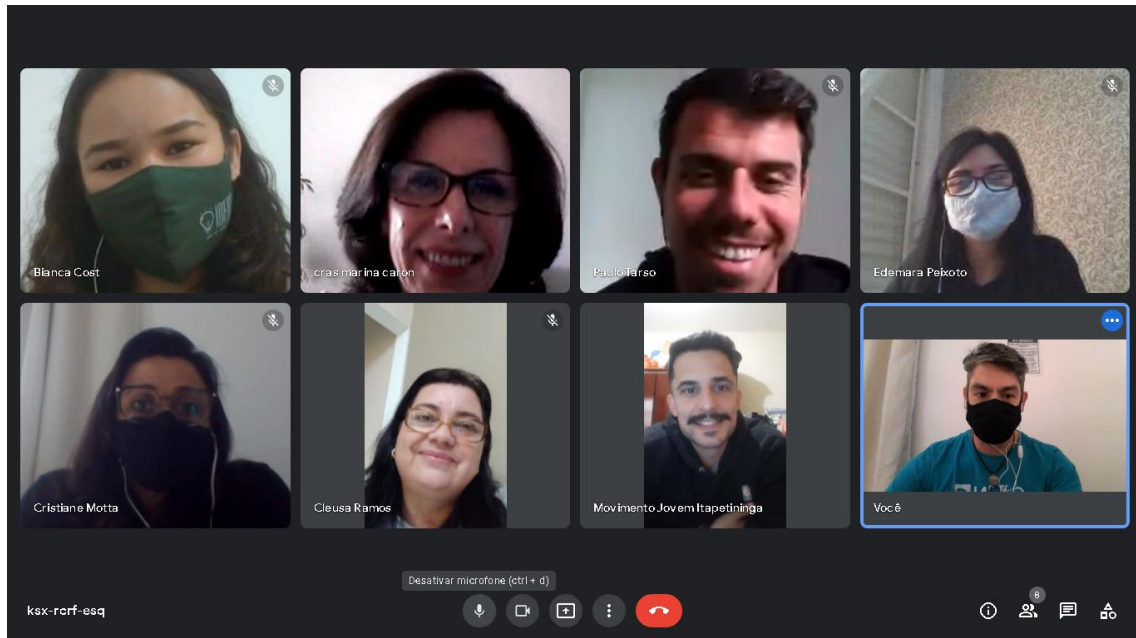 Bianca Cost
cras marina caron
Paulo Tarso
Edemara Peixoto
Cristiane Motta
Cleusa Ramos
Movimento Jovem Itapetininga
Você
Desativar microfone (ctrl + d)
ksx-rcrf-esq
6